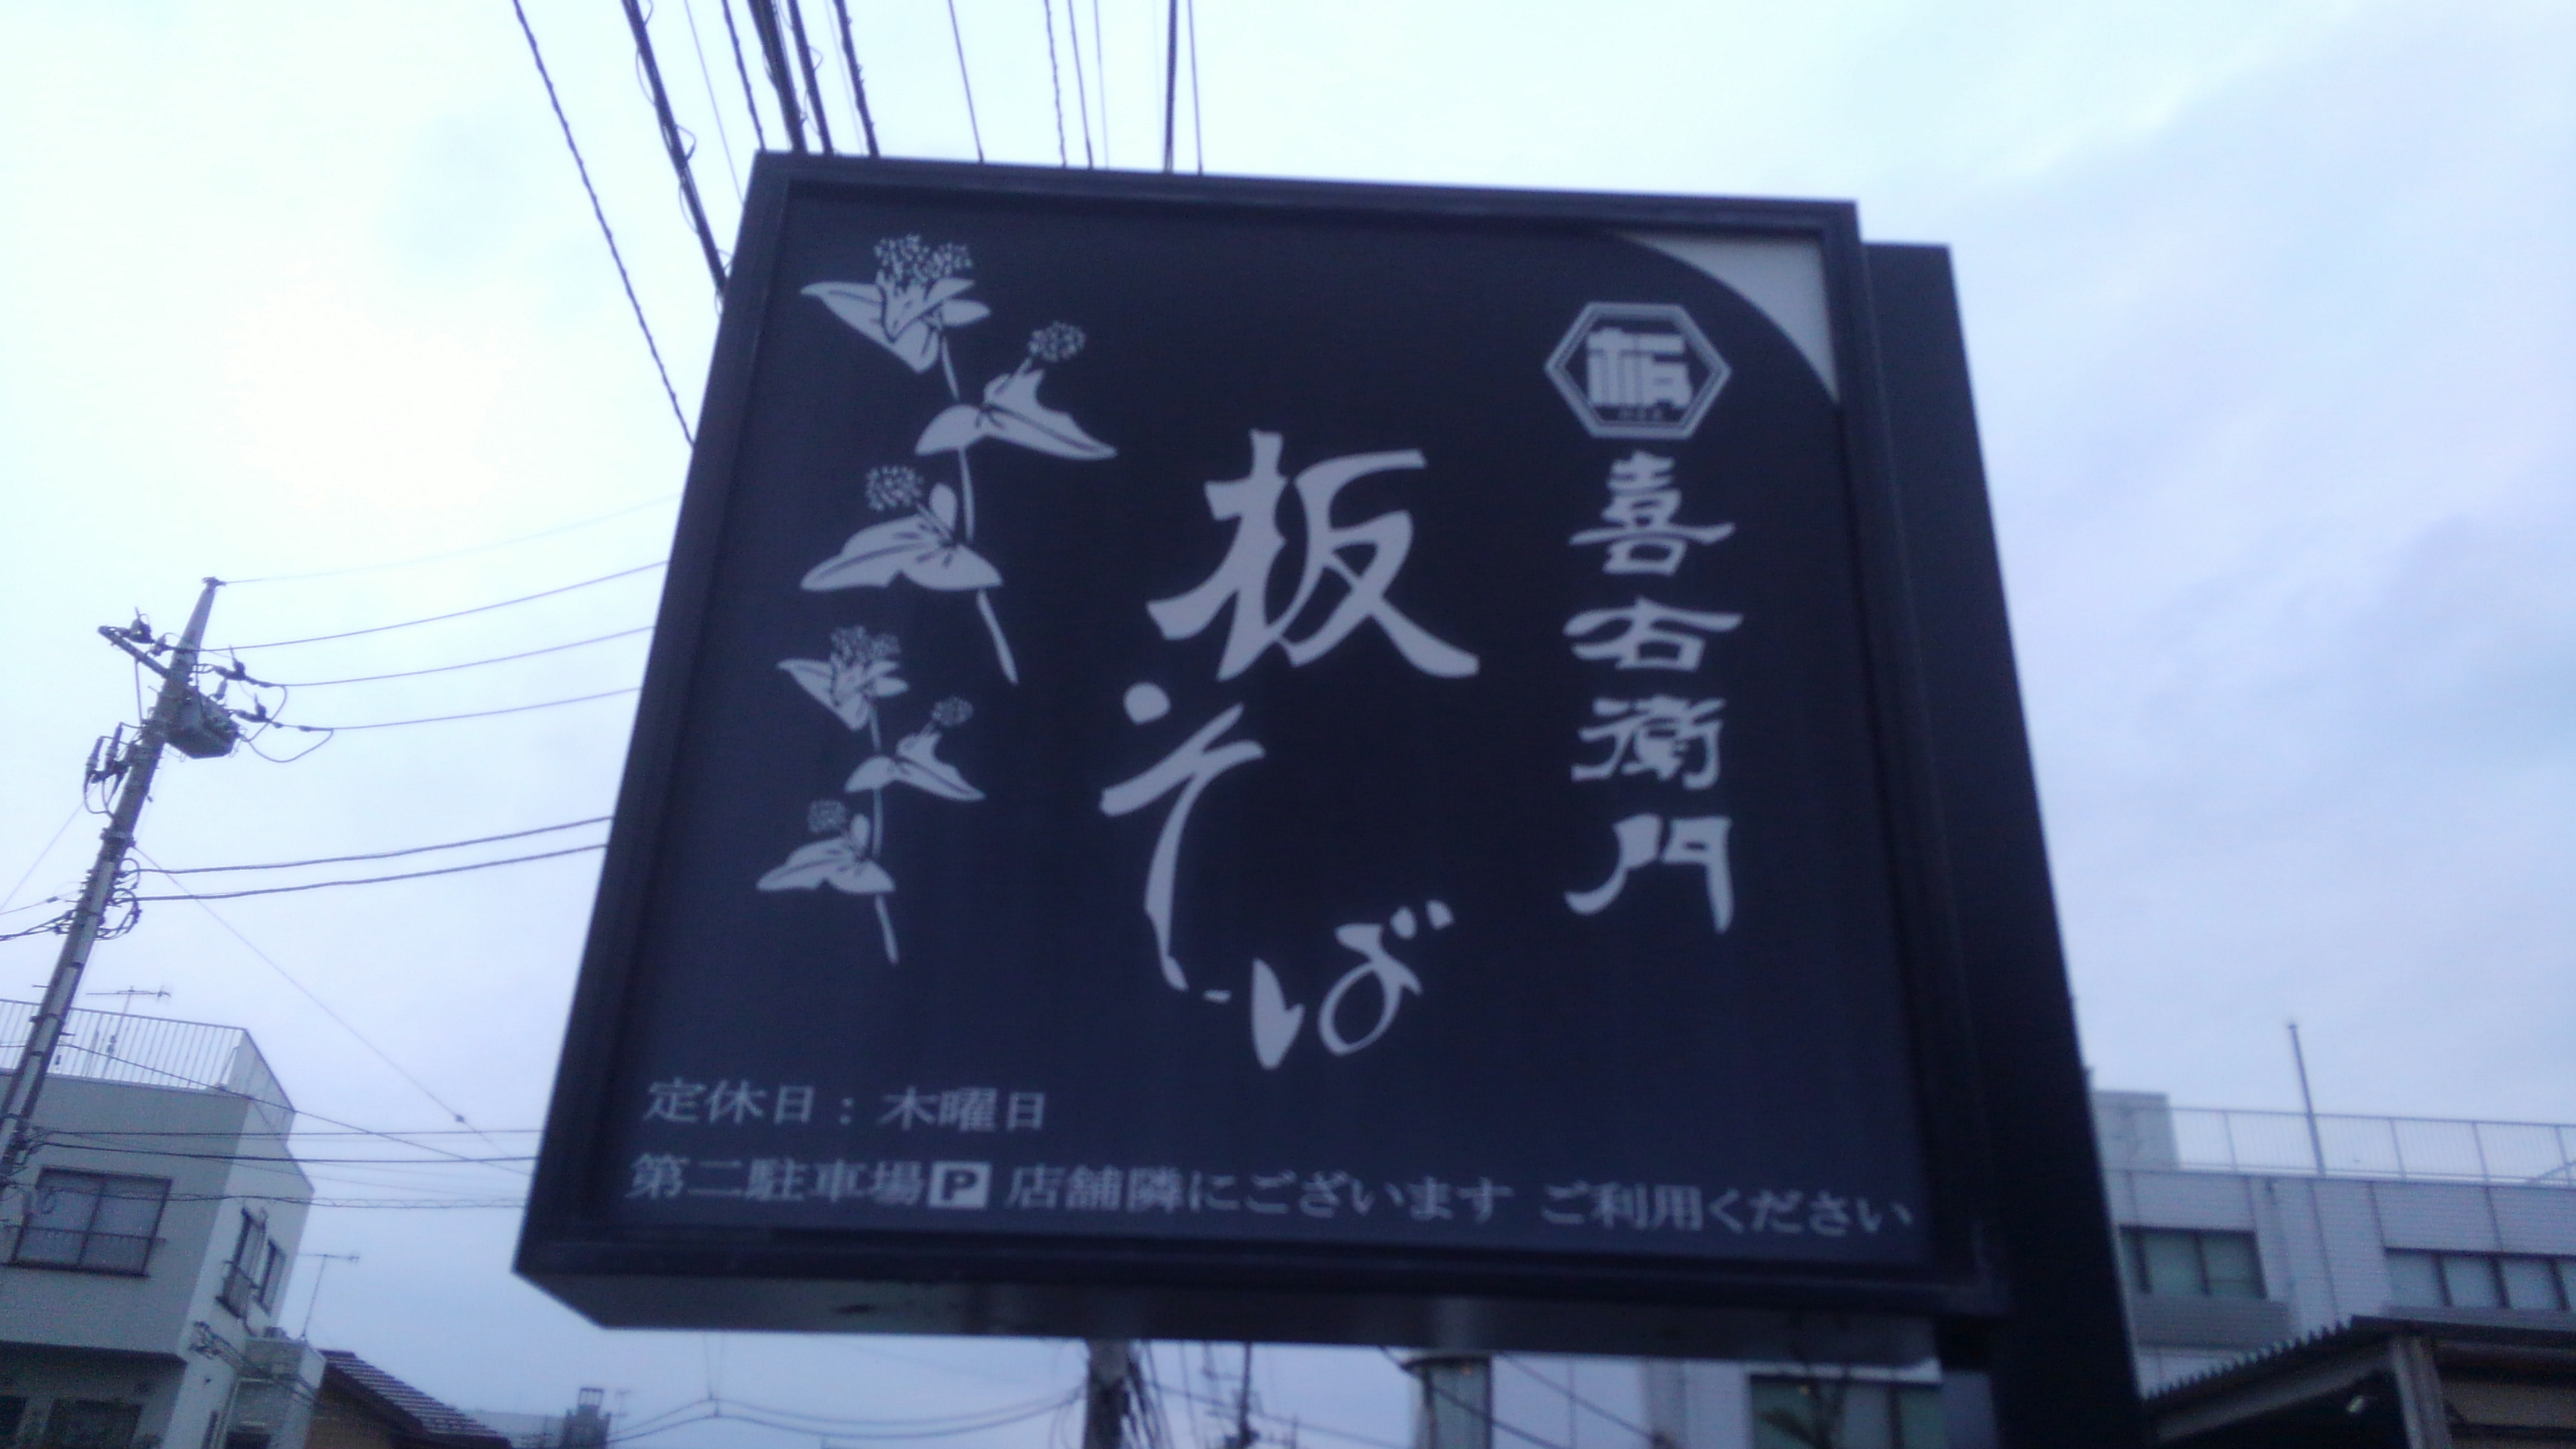 板
喜右衛門
板そば
定休日：木曜日
第二駐車場P 店舗隣にございます ご利用ください